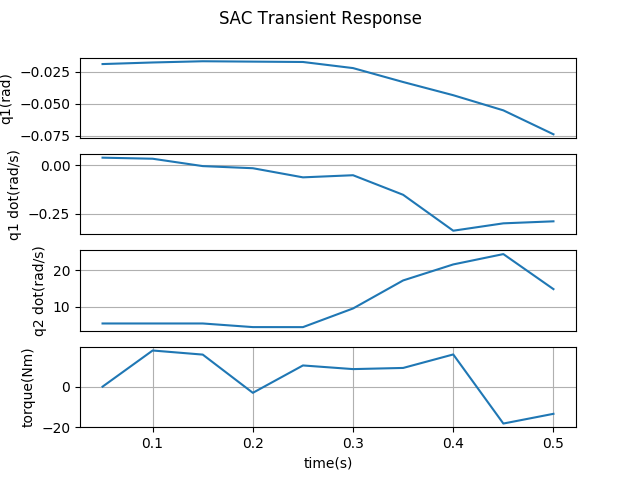 SAC Transient Response
q1(rad)
−0.025
−0.050
−0.075
q1 dot(rad/s)
0.00
−0.25
q2 dot(rad/s)
20
10
torque(Nm)
0
−20
0.1 0.2 0.3 0.4 0.5
time(s)